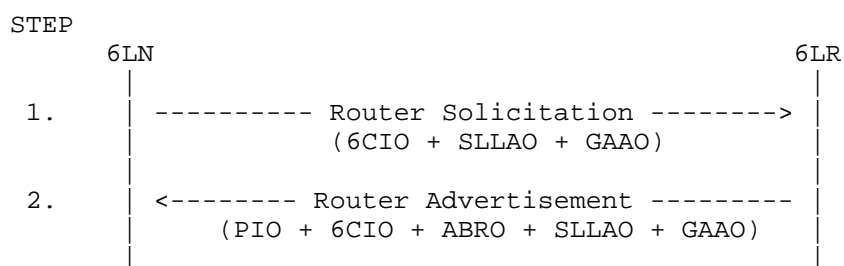 STEP
6LN 6LR
1. ---------- Router Solicitation -------->
(6CIO + SLLAO + GAAO)
2. <-------- Router Advertisement ---------
(PIO + 6CIO + ABRO + SLLAO + GAAO)